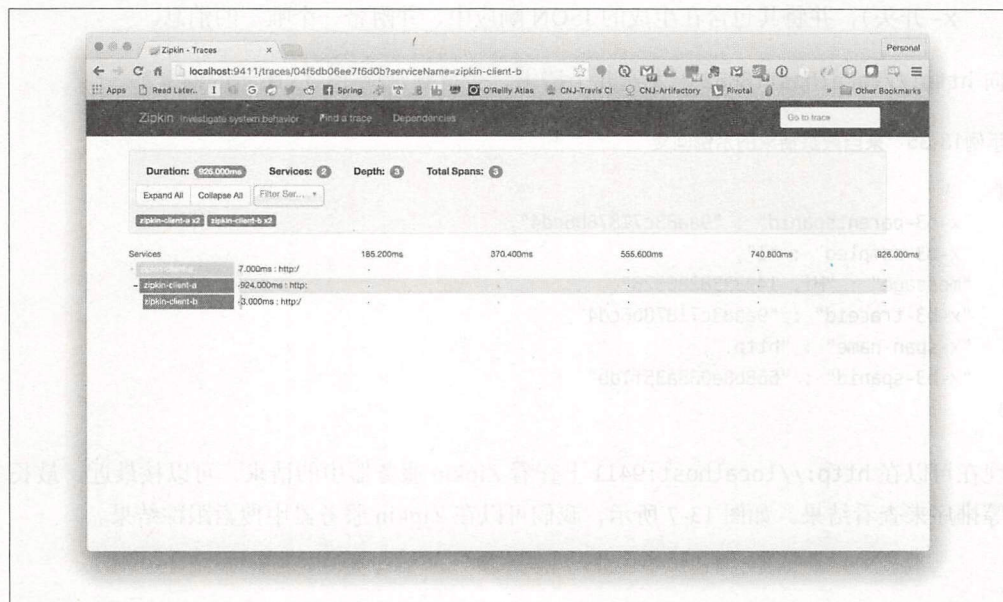 Zipkin - Traces
Personal
localhost:9411/traces/04f5db06ee7f6d0b?serviceName=zipkin-client-b
Apps Read Later.. Spring O'Reilly Atlas CNJ-Travis CI CNJ-Artifactory Pivotal » Other Bookmarks
Zipkin Investigate system behavior Find a trace Dependencies Go to trace
Duration: 926.000ms Services: 2 Depth: 3 Total Spans: 3
Expand All Collapse All Filter Ser...
zipkin-client-a x2 zipkin-client-b x2
Services 185.200ms 370.400ms 555.600ms 740.800ms 926.000ms
zipkin-client-a 7.000ms : http:/
- zipkin-client-a 924.000ms : http:
zipkin-client-b 3.000ms : http:/